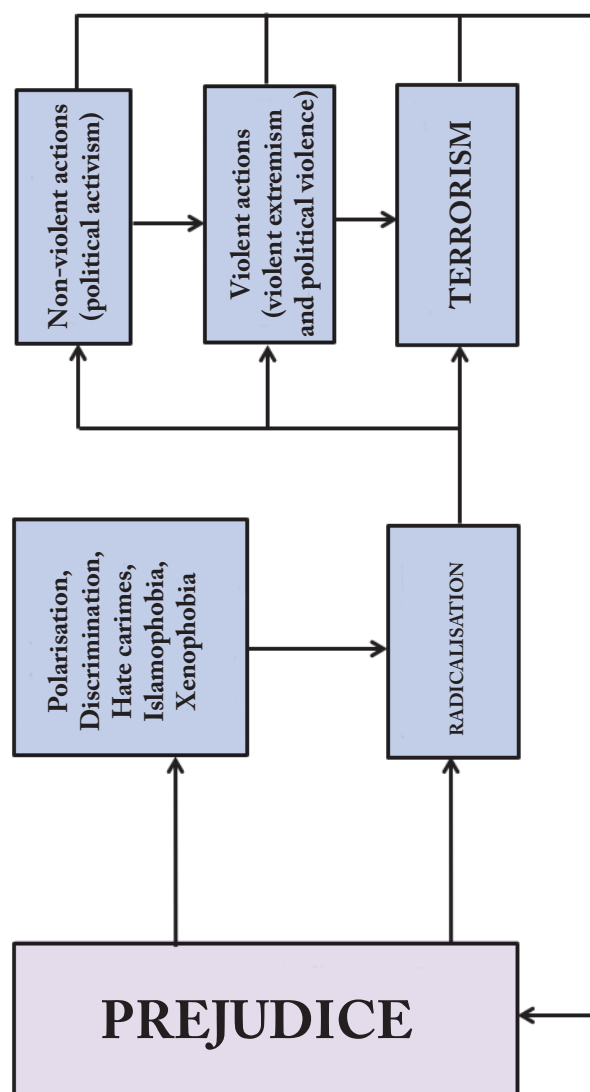 Non-violent actions
(political activism)
Violent actions
(violent extremism
and political violence)
TERRORISM
Polarisation,
Discrimination,
Hate carimes,
Islamophobia,
Xenophobia
RADICALISATION
PREJUDICE